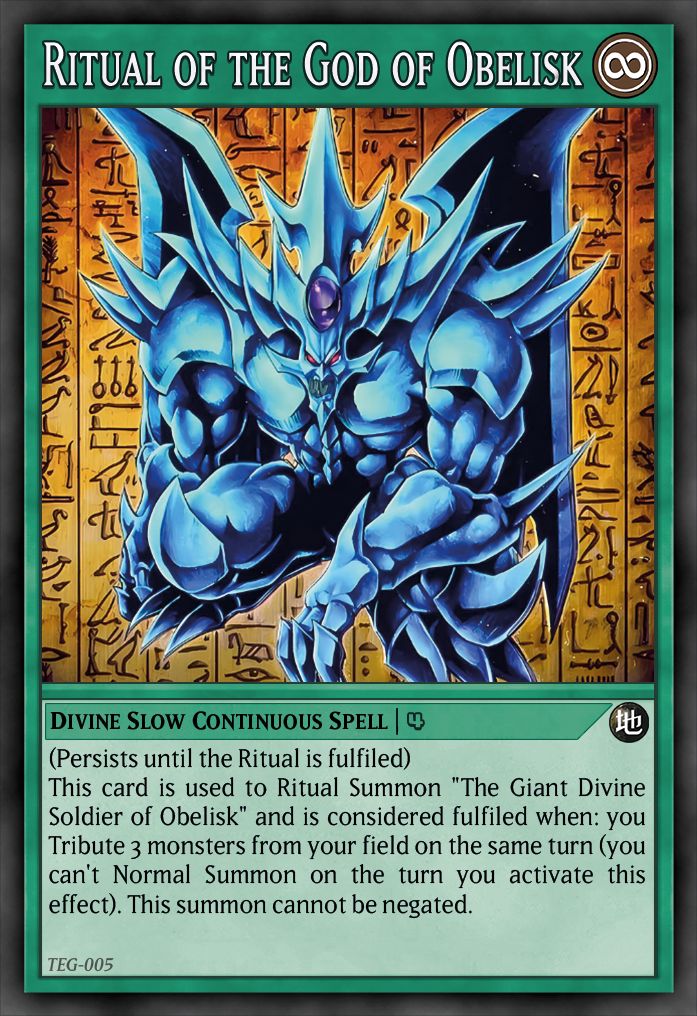 Ritual of the God of Obelisk
Divine Slow Continuous Spell |
(Persists until the Ritual is fulfiled)
This card is used to Ritual Summon "The Giant Divine
Soldier of Obelisk" and is considered fulfiled when: you
Tribute 3 monsters from your field on the same turn (you
can't Normal Summon on the turn you activate this
effect). This summon cannot be negated.
TEG-005